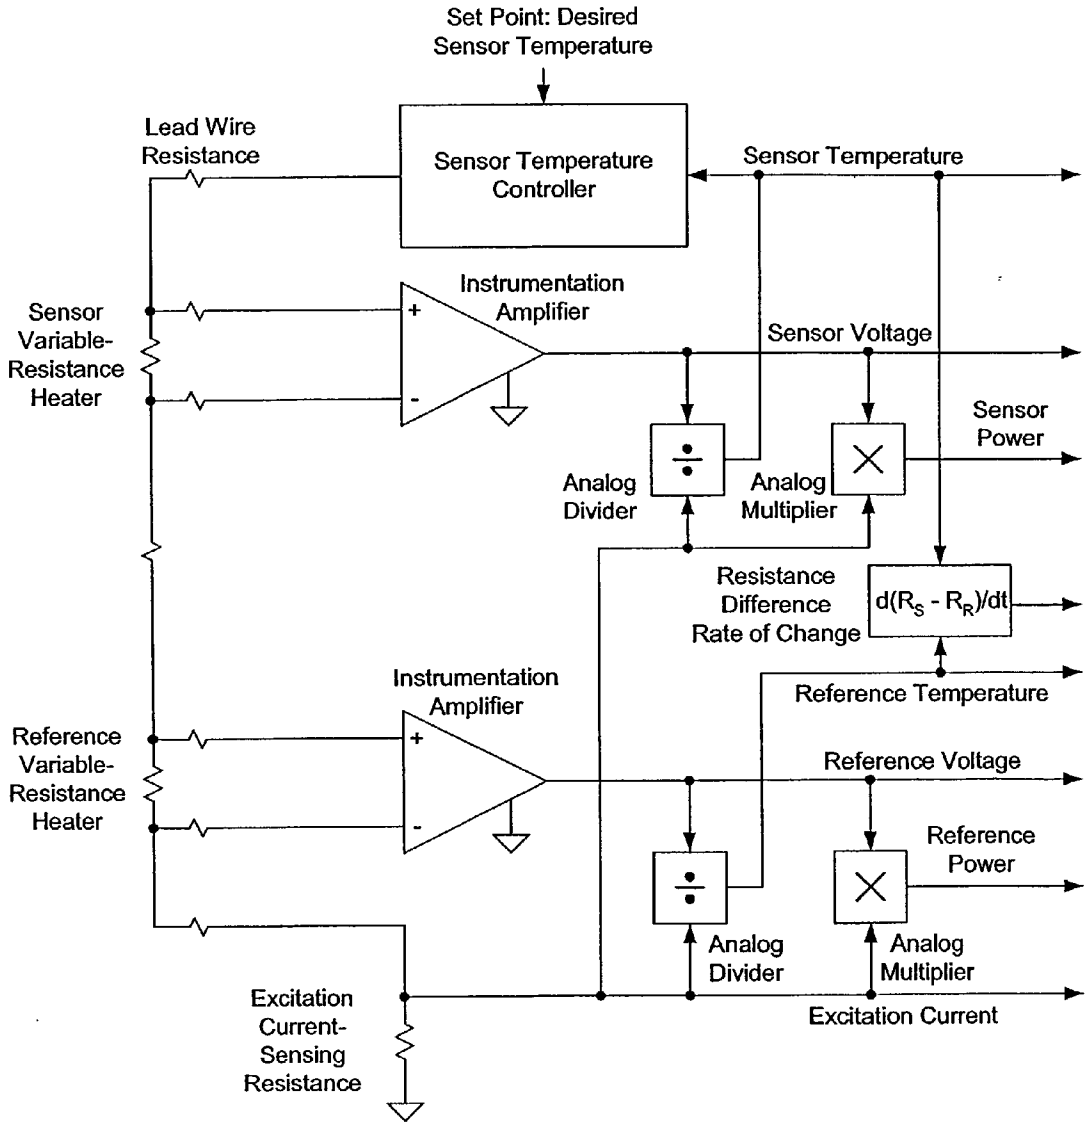 Set Point: Desired
Sensor Temperature
Lead Wire
Resistance
Sensor Temperature
Controller
Sensor Temperature
Instrumentation
Amplifier
Sensor
Variable-
Resistance
Heater
+
-
Sensor Voltage
Sensor
Power
÷
×
Analog
Divider
Analog
Multiplier
Resistance
Difference
Rate of Change
d(R_S - R_R)/dt
Instrumentation
Amplifier
Reference Temperature
Reference
Variable-
Resistance
Heater
+
-
Reference Voltage
Reference
Power
÷
×
Analog
Divider
Analog
Multiplier
Excitation
Current-
Sensing
Resistance
Excitation Current